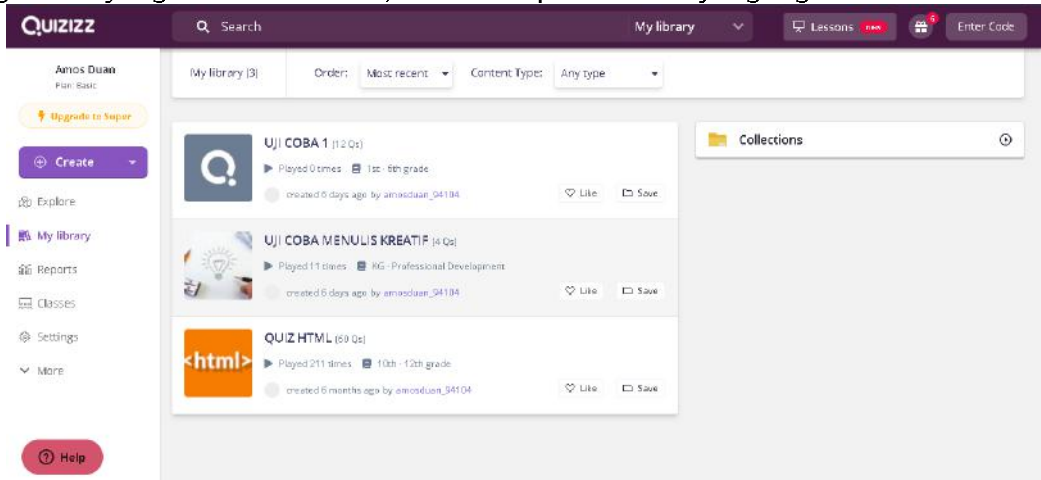 QUIZIZZ
Search
My library
Lessons new
6
Enter Code
Amos Duan
Plan: Basic
Upgrade to Super
Create
Explore
My library
Reports
Classes
Settings
More
Help
My library (3)
Order: Most recent
Content Type: Any type
UJI COBA 1 (12 Qs)
Played 0 times 1st - 6th grade
created 6 days ago by amosduan_94104
Like Save
UJI COBA MENULIS KREATIF (4 Qs)
Played 11 times KG - Professional Development
created 6 days ago by amosduan_94104
Like Save
<html>
QUIZ HTML (60 Qs)
Played 211 times 10th - 12th grade
created 6 months ago by amosduan_94104
Like Save
Collections